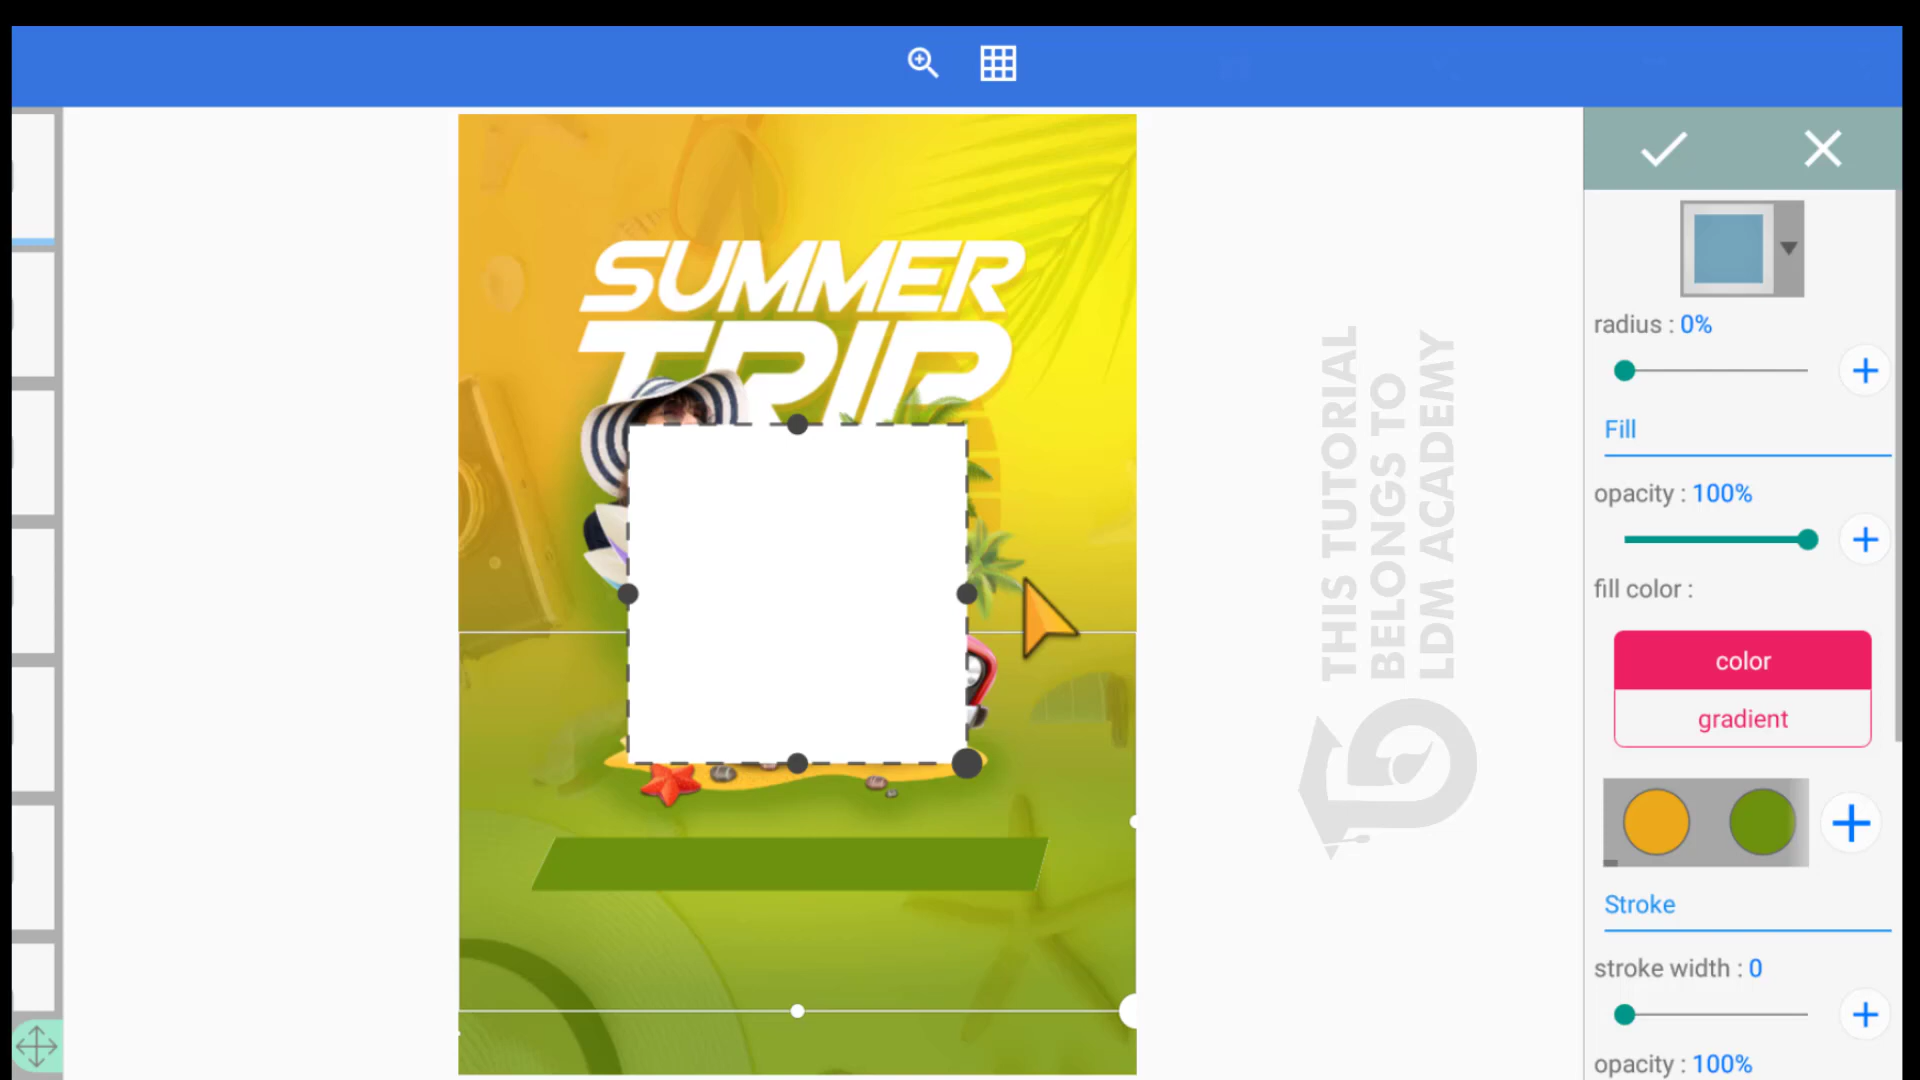 SUMMER
TRIP
THIS TUTORIAL
BELONGS TO
LDM ACADEMY
radius : 0%
Fill
opacity : 100%
fill color :
color
gradient
Stroke
stroke width : 0
opacity : 100%